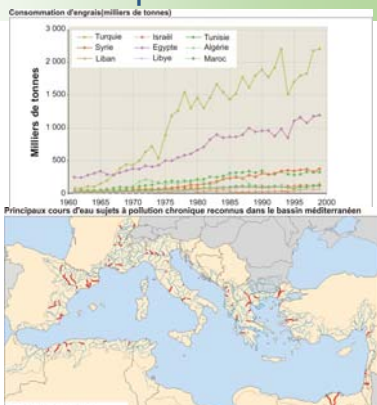 Consommation d'engrais(milliers de tonnes)
3 000
Turquie Israël Tunisie
Syrie Egypte Algérie
Liban Libye Maroc
2 500
2 000
1 500
1 000
500
0
Milliers de tonnes
1960 1965 1970 1975 1980 1985 1990 1995 2000
Principaux cours d'eau sujets à pollution chronique reconnus dans le bassin méditerranéen